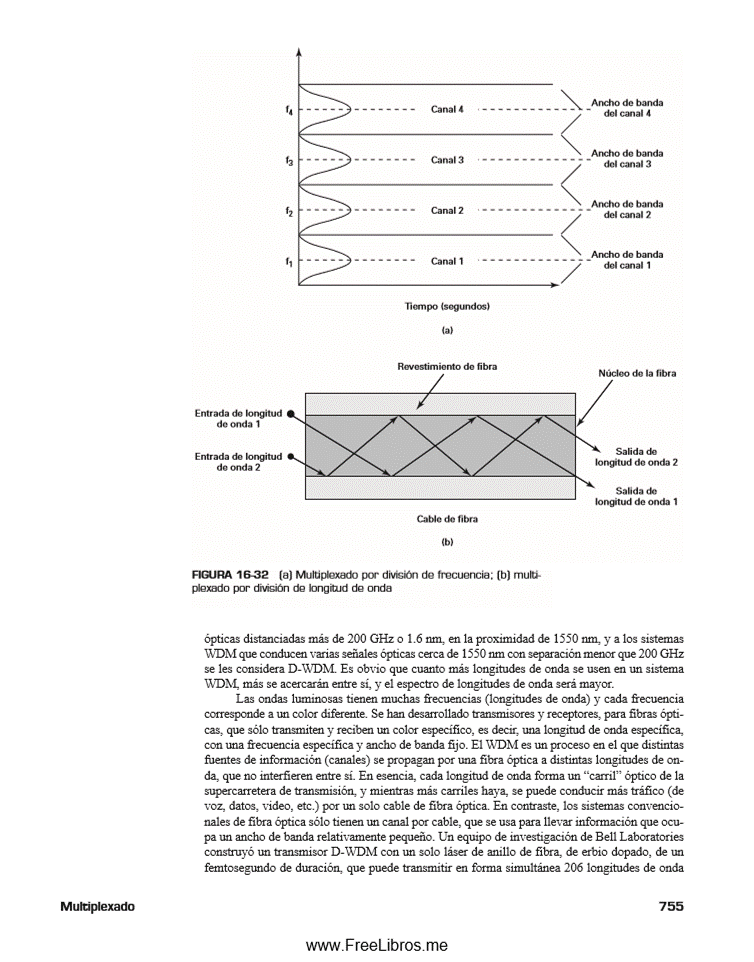 f4
Canal 4
Ancho de banda
del canal 4
f3
Canal 3
Ancho de banda
del canal 3
f2
Canal 2
Ancho de banda
del canal 2
f1
Canal 1
Ancho de banda
del canal 1
Tiempo (segundos)
(a)
Revestimiento de fibra
Núcleo de la fibra
Entrada de longitud
de onda 1
Entrada de longitud
de onda 2
Salida de
longitud de onda 2
Salida de
longitud de onda 1
Cable de fibra
(b)
FIGURA 16-32 (a) Multiplexado por división de frecuencia; (b) multi-
plexado por división de longitud de onda
ópticas distanciadas más de 200 GHz o 1.6 nm, en la proximidad de 1550 nm, y a los sistemas
WDM que conducen varias señales ópticas cerca de 1550 nm con separación menor que 200 GHz
se les considera D-WDM. Es obvio que cuanto más longitudes de onda se usen en un sistema
WDM, más se acercarán entre sí, y el espectro de longitudes de onda será mayor.
Las ondas luminosas tienen muchas frecuencias (longitudes de onda) y cada frecuencia
corresponde a un color diferente. Se han desarrollado transmisores y receptores, para fibras ópti-
cas, que sólo transmiten y reciben un color específico, es decir, una longitud de onda específica,
con una frecuencia específica y ancho de banda fijo. El WDM es un proceso en el que distintas
fuentes de información (canales) se propagan por una fibra óptica a distintas longitudes de on-
da, que no interfieren entre sí. En esencia, cada longitud de onda forma un “carril” óptico de la
supercarretera de transmisión, y mientras más carriles haya, se puede conducir más tráfico (de
voz, datos, video, etc.) por un solo cable de fibra óptica. En contraste, los sistemas convencio-
nales de fibra óptica sólo tienen un canal por cable, que se usa para llevar información que ocu-
pa un ancho de banda relativamente pequeño. Un equipo de investigación de Bell Laboratories
construyó un transmisor D-WDM con un solo láser de anillo de fibra, de erbio dopado, de un
femtosegundo de duración, que puede transmitir en forma simultánea 206 longitudes de onda
Multiplexado
755
www.FreeLibros.me